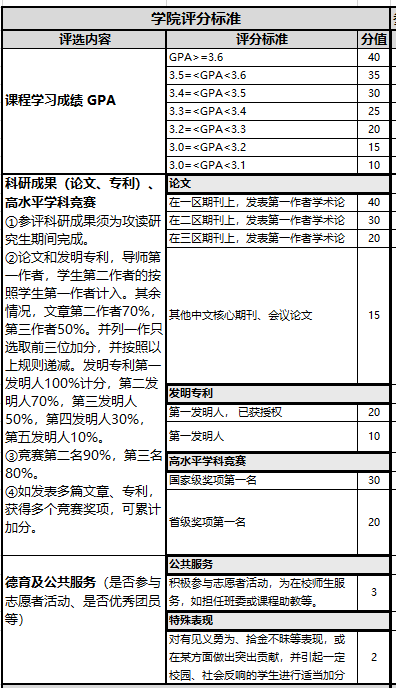 学院评分标准
评选内容 评分标准 分值
课程学习成绩 GPA
GPA>=3.6 40
3.5=<GPA<3.6 35
3.4=<GPA<3.5 30
3.3=<GPA<3.4 25
3.2=<GPA<3.3 20
3.0=<GPA<3.2 15
3.0=<GPA<3.1 10
科研成果（论文、专利）、
高水平学科竞赛
①参评科研成果须为攻读研
究生期间完成。
②论文和发明专利，导师第
一作者，学生第二作者的按
照学生第一作者计入。其余
情况，文章第二作者70%，
第三作者50%。并列一作只
选取前三位加分，并按照以
上规则递减。发明专利第一
发明人100%计分，第二发
明人70%，第三发明人
50%，第四发明人30%，
第五发明人10%。
③竞赛第二名90%，第三名
80%。
④如发表多篇文章、专利，
获得多个竞赛奖项，可累计
加分。
论文
在一区期刊上，发表第一作者学术论 40
在二区期刊上，发表第一作者学术论 30
在三区期刊上，发表第一作者学术论 20
其他中文核心期刊、会议论文 15
发明专利
第一发明人， 已获授权 20
第一发明人 10
高水平学科竞赛
国家级奖项第一名 30
省级奖项第一名 20
德育及公共服务（是否参与
志愿者活动、是否优秀团员
等）
公共服务
积极参与志愿者活动，为在校师生服
务，如担任班委或课程助教等。 3
特殊表现
对有见义勇为、拾金不昧等表现，或
在某方面做出突出贡献，并引起一定
校园、社会反响的学生进行适当加分 2